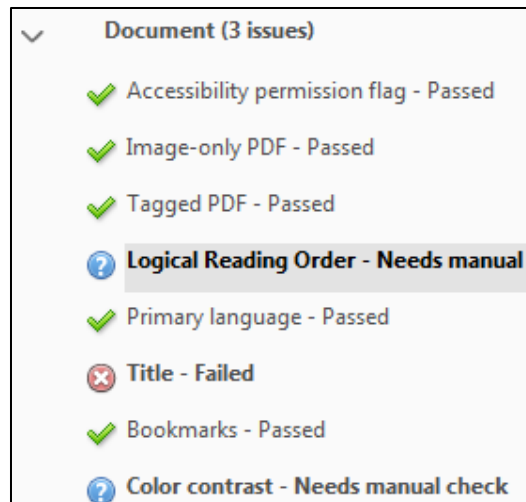 Document (3 issues)
Accessibility permission flag - Passed
Image-only PDF - Passed
Tagged PDF - Passed
Logical Reading Order - Needs manual
Primary language - Passed
Title - Failed
Bookmarks - Passed
Color contrast - Needs manual check